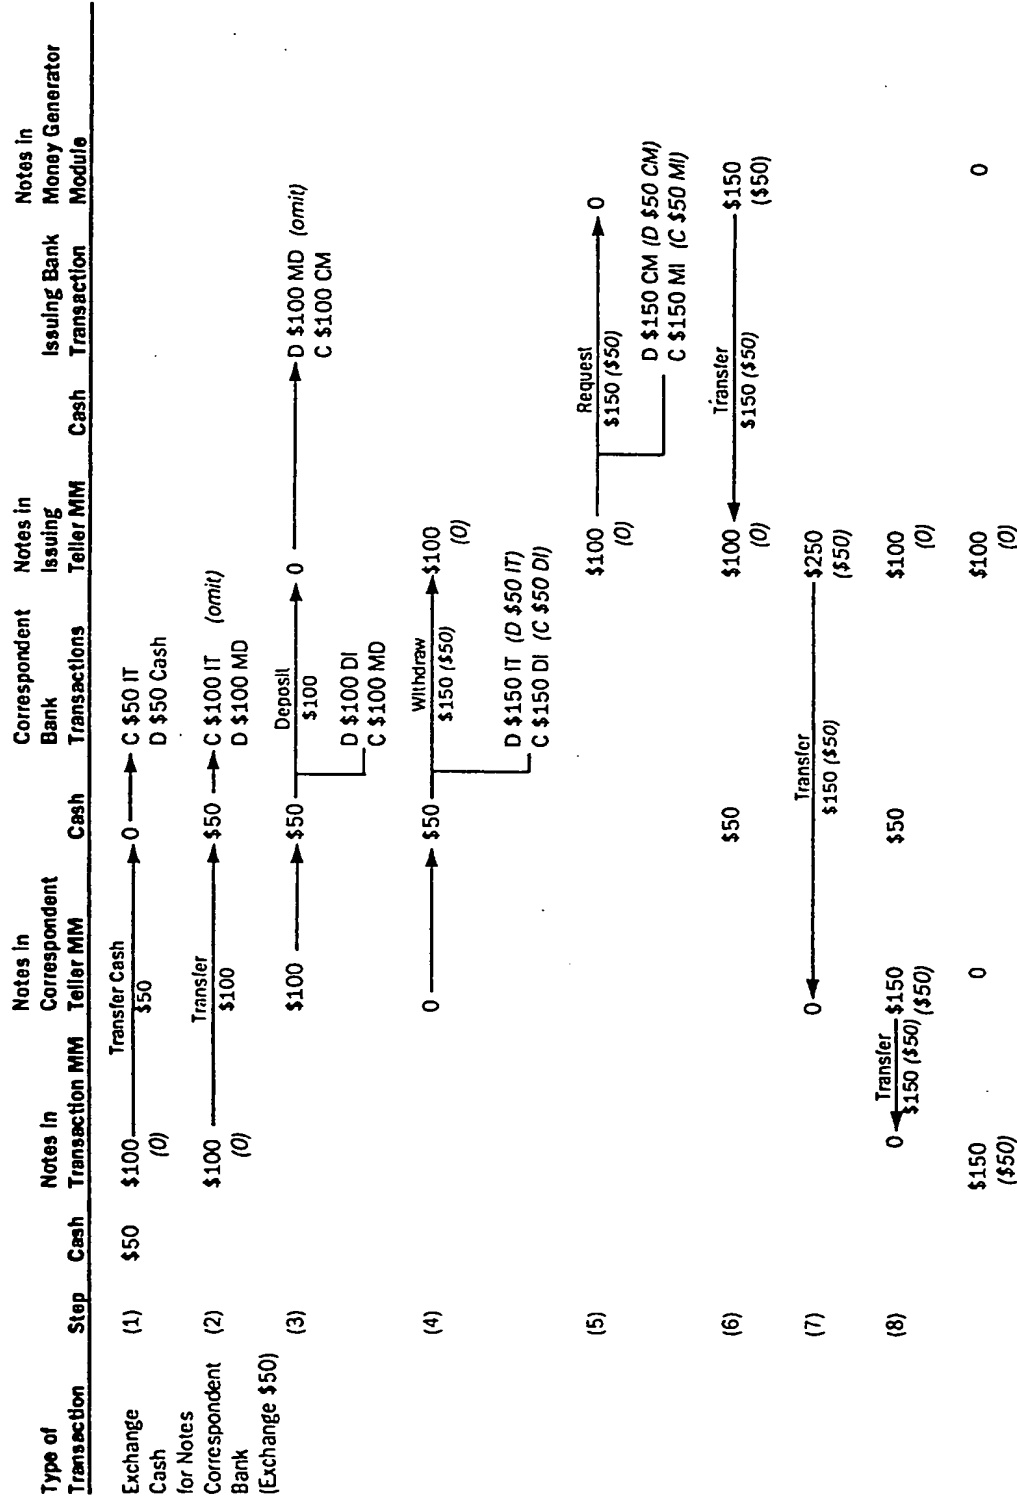 Type of Transaction
Step
Cash
Notes in Transaction MM
Notes in Correspondent Teller MM
Cash
Correspondent Bank Transactions
Notes in Issuing Teller MM
Cash
Issuing Bank Transaction
Notes in Money Generator Module
Exchange
Cash
for Notes
Correspondent
Bank
(Exchange $50)
(1) $50 $100 Transfer Cash 0 C $50 IT
(0) $50 D $50 Cash
(2) $100 Transfer $50 C $100 IT (omit)
(0) $100 D $100 MD
(3) $100 $50 Deposit 0 D $100 MD (omit)
$100 C $100 CM
D $100 DI
C $100 MD
(4) 0 $50 Withdraw $100
$150 ($50) (0)
D $150 IT (D $50 IT)
C $150 DI (C $50 DI)
(5) $100 Request 0
(0) $150 ($50)
D $150 CM (D $50 CM)
C $150 MI (C $50 MI)
(6) $50 $100 Transfer $150
(0) $150 ($50) ($50)
(7) 0 Transfer $250
$150 ($50) ($50)
(8) 0 Transfer $150 $50 $100
$150 ($50) ($50) (0)
$150 0 $100 0
($50) (0)